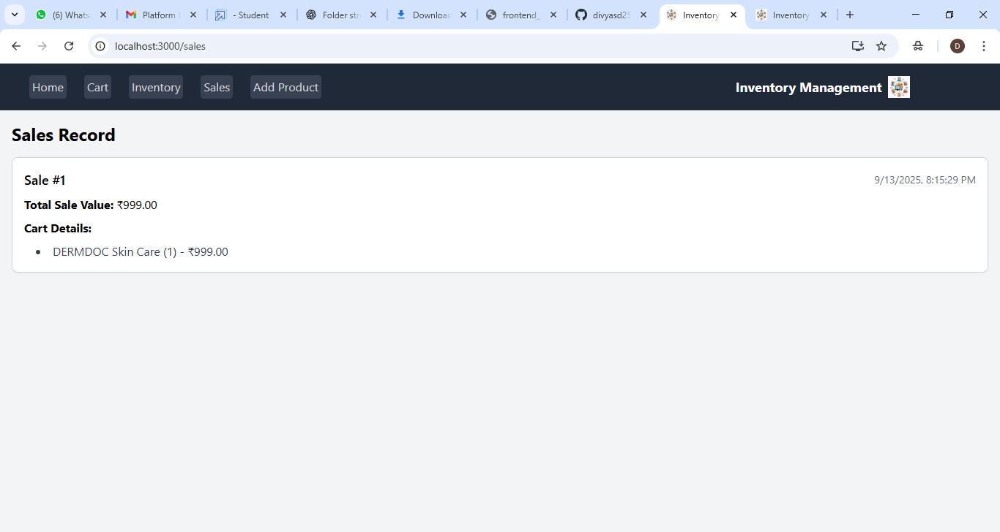 (6) Whats
Platform
- Student
Folder str
Downloac
frontend_
divyasd25
Inventory
Inventory
localhost:3000/sales
D
Home
Cart
Inventory
Sales
Add Product
Inventory Management
Sales Record
Sale #1
9/13/2025, 8:15:29 PM
Total Sale Value: ₹999.00
Cart Details:
• DERMDOC Skin Care (1) - ₹999.00